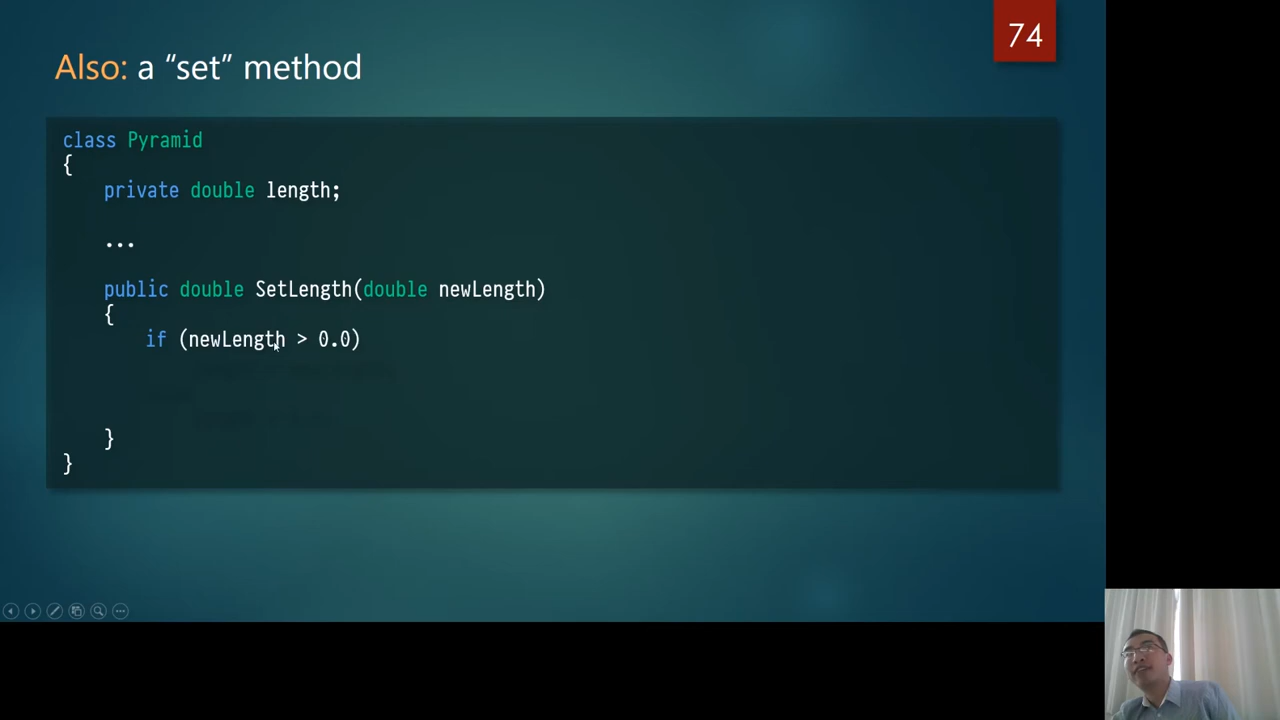 74
Also: a “set” method
class Pyramid
{
private double length;
...
public double SetLength(double newLength)
{
if (newLength > 0.0)
}
}